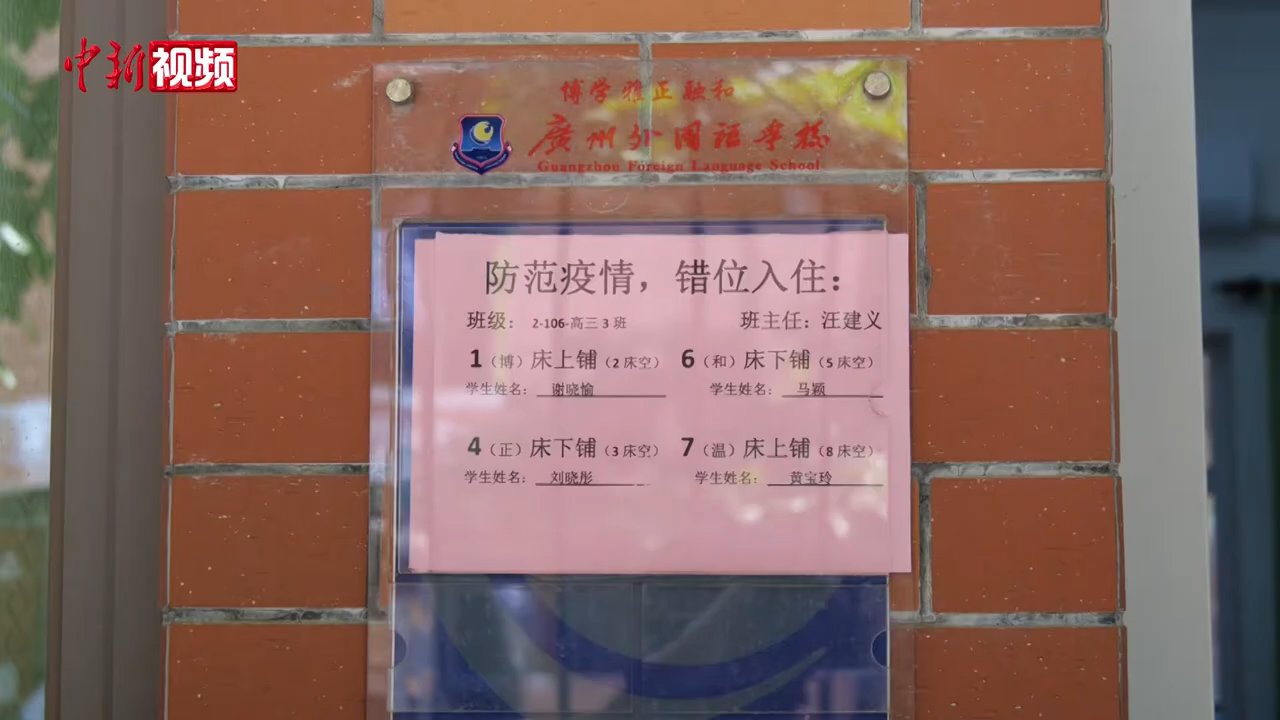 中新视频
博学雅正融和
廣州外国语学校
Guangzhou Foreign Language School
防范疫情，错位入住：
班级： 2-106-高三 3 班 班主任：汪建义
1（博）床上铺（2 床空） 6（和）床下铺（5 床空）
学生姓名： 谢晓愉 学生姓名： 马颖
4（正）床下铺（3 床空） 7（温）床上铺（8 床空）
学生姓名： 刘晓彤 学生姓名： 黄宝玲